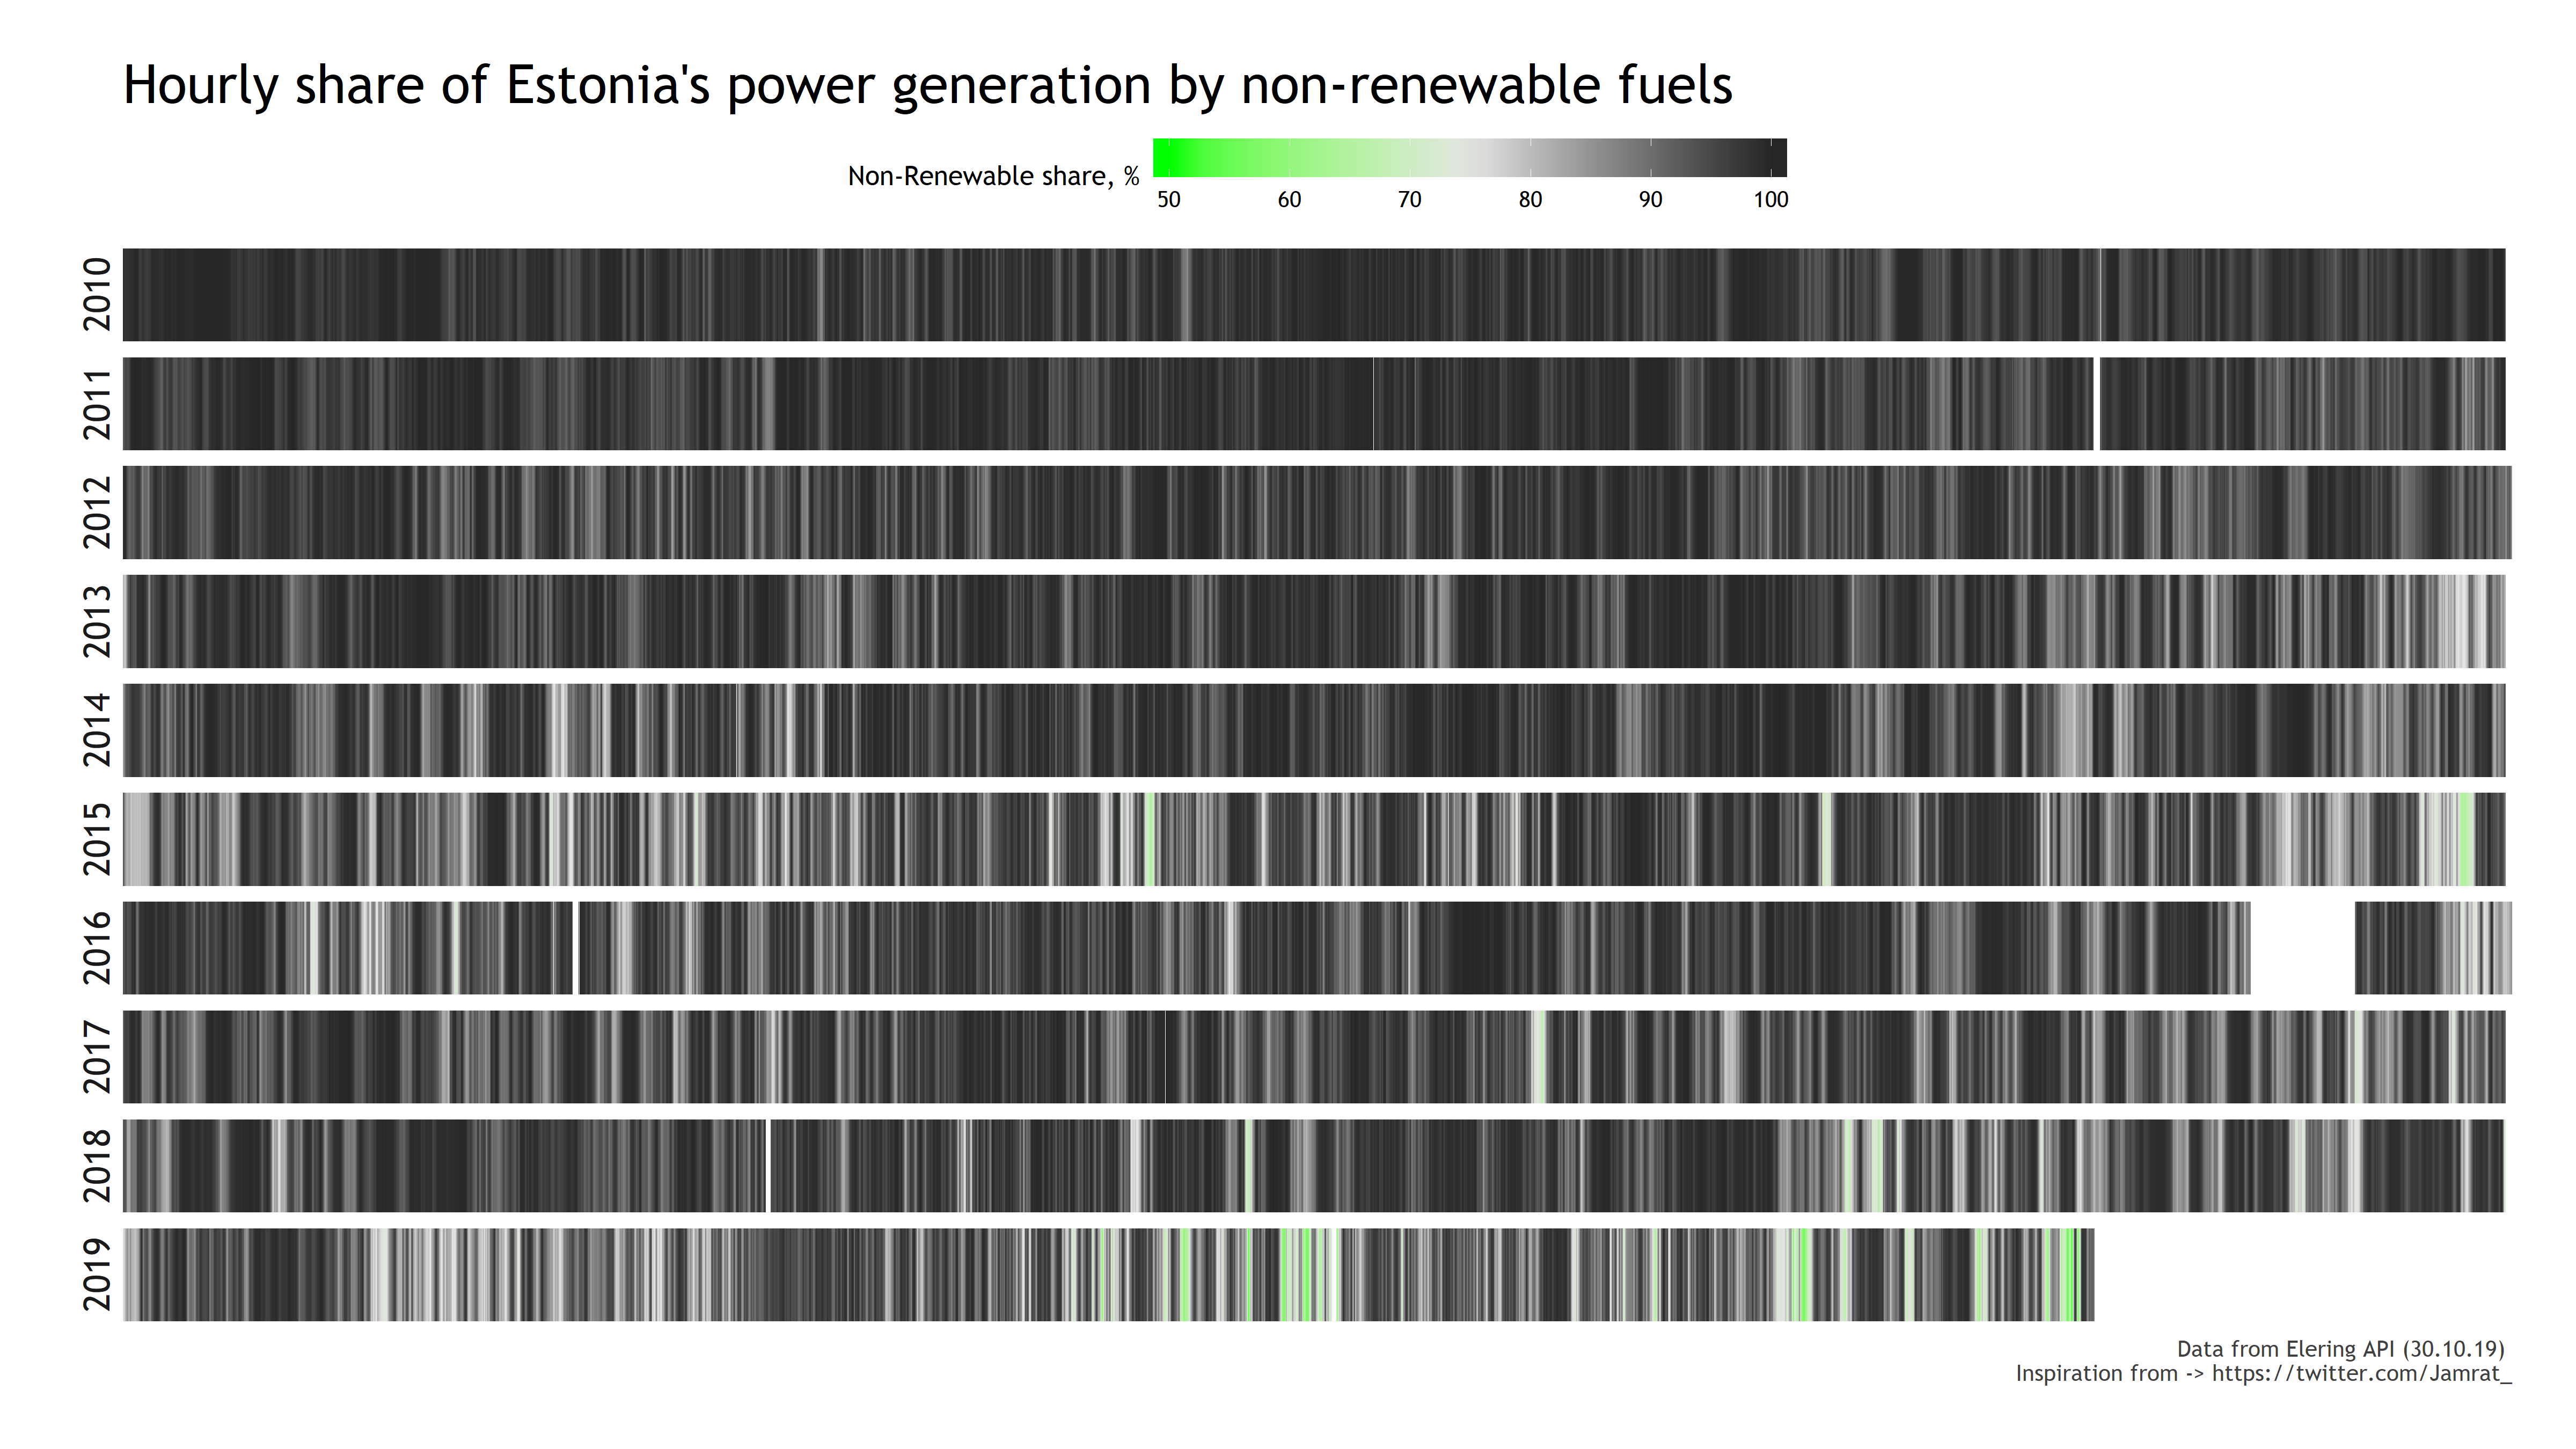 Hourly share of Estonia's power generation by non-renewable fuels
Non-Renewable share, %
50 60 70 80 90 100
2010
2011
2012
2013
2014
2015
2016
2017
2018
2019
Data from Elering API (30.10.19)
Inspiration from -> https://twitter.com/Jamrat_